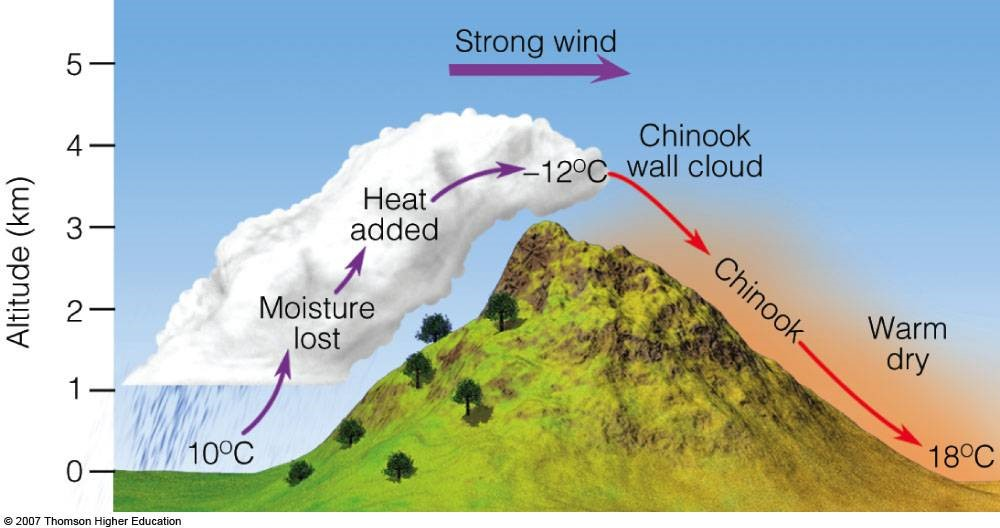 Strong wind
5
4
3
2
1
0
Altitude (km)
Chinook
wall cloud
–12°C
Heat
added
Moisture
lost
10°C
Chinook
Warm
dry
18°C
© 2007 Thomson Higher Education